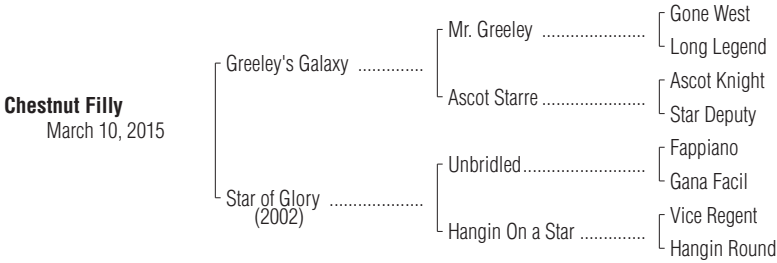 Gone West
Mr. Greeley ......................
Long Legend
Greeley's Galaxy ..............
Ascot Knight
Ascot Starre ......................
Star Deputy
Chestnut Filly
March 10, 2015
Fappiano
Unbridled..........................
Gana Facil
Star of Glory ....................
(2002)
Vice Regent
Hangin On a Star ..............
Hangin Round